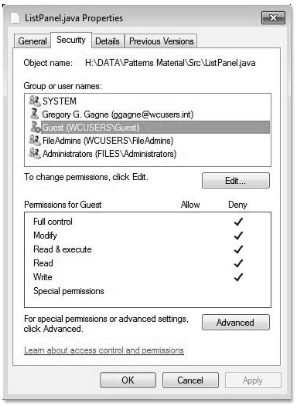 ListPanel.java Properties
General Security Details Previous Versions
Object name: H:\DATA\Patterns Material\Src\ListPanel.java
Group or user names:
SYSTEM
Gregory G. Gagne (ggagne@wcusers.int)
Guest (WCUSERS\Guest)
FileAdmins (WCUSERS\FileAdmins)
Administrators (FILES\Administrators)
To change permissions, click Edit.
Edit...
Permissions for Guest Allow Deny
Full control
Modify
Read & execute
Read
Write
Special permissions
For special permissions or advanced settings,
click Advanced.
Advanced
Learn about access control and permissions
OK Cancel Apply